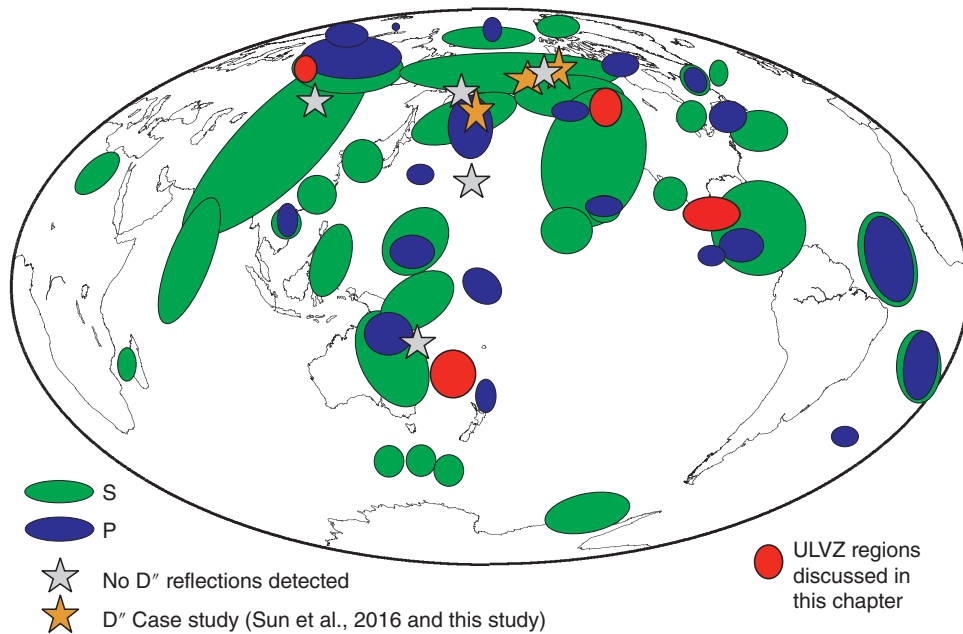 S
P
No D″ reflections detected
D″ Case study (Sun et al., 2016 and this study)
ULVZ regions
discussed in
this chapter